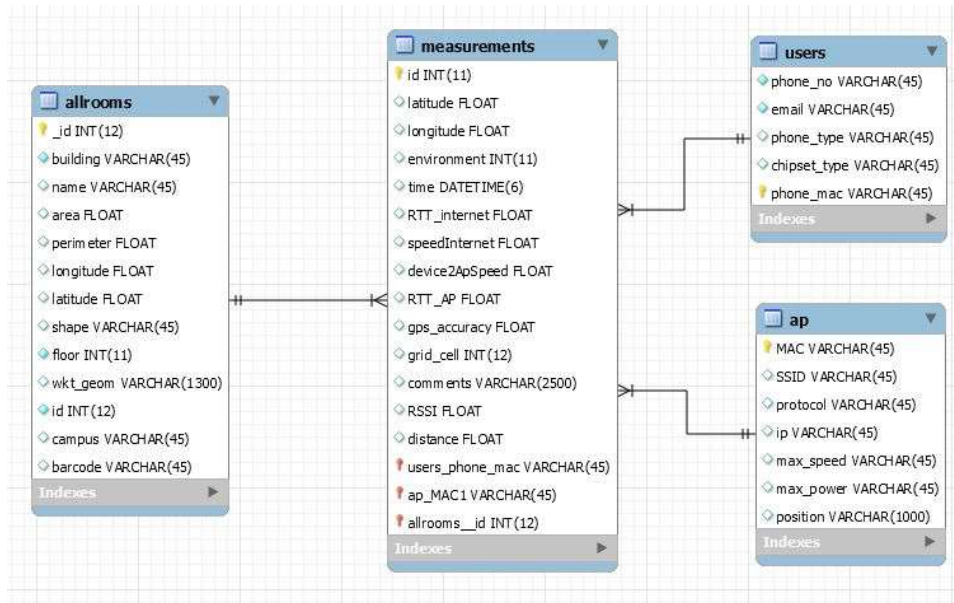 allrooms
_id INT(12)
building VARCHAR(45)
name VARCHAR(45)
area FLOAT
perimeter FLOAT
longitude FLOAT
latitude FLOAT
shape VARCHAR(45)
floor INT(11)
wkt_geom VARCHAR(1300)
id INT(12)
campus VARCHAR(45)
barcode VARCHAR(45)
Indexes
measurements
id INT(11)
latitude FLOAT
longitude FLOAT
environment INT(11)
time DATETIME(6)
RTT_internet FLOAT
speedInternet FLOAT
device2ApSpeed FLOAT
RTT_AP FLOAT
gps_accuracy FLOAT
grid_cell INT(12)
comments VARCHAR(2500)
RSSI FLOAT
distance FLOAT
users_phone_mac VARCHAR(45)
ap_MAC1 VARCHAR(45)
allrooms__id INT(12)
Indexes
users
phone_no VARCHAR(45)
email VARCHAR(45)
phone_type VARCHAR(45)
chipset_type VARCHAR(45)
phone_mac VARCHAR(45)
Indexes
ap
MAC VARCHAR(45)
SSID VARCHAR(45)
protocol VARCHAR(45)
ip VARCHAR(45)
max_speed VARCHAR(45)
max_power VARCHAR(45)
position VARCHAR(1000)
Indexes